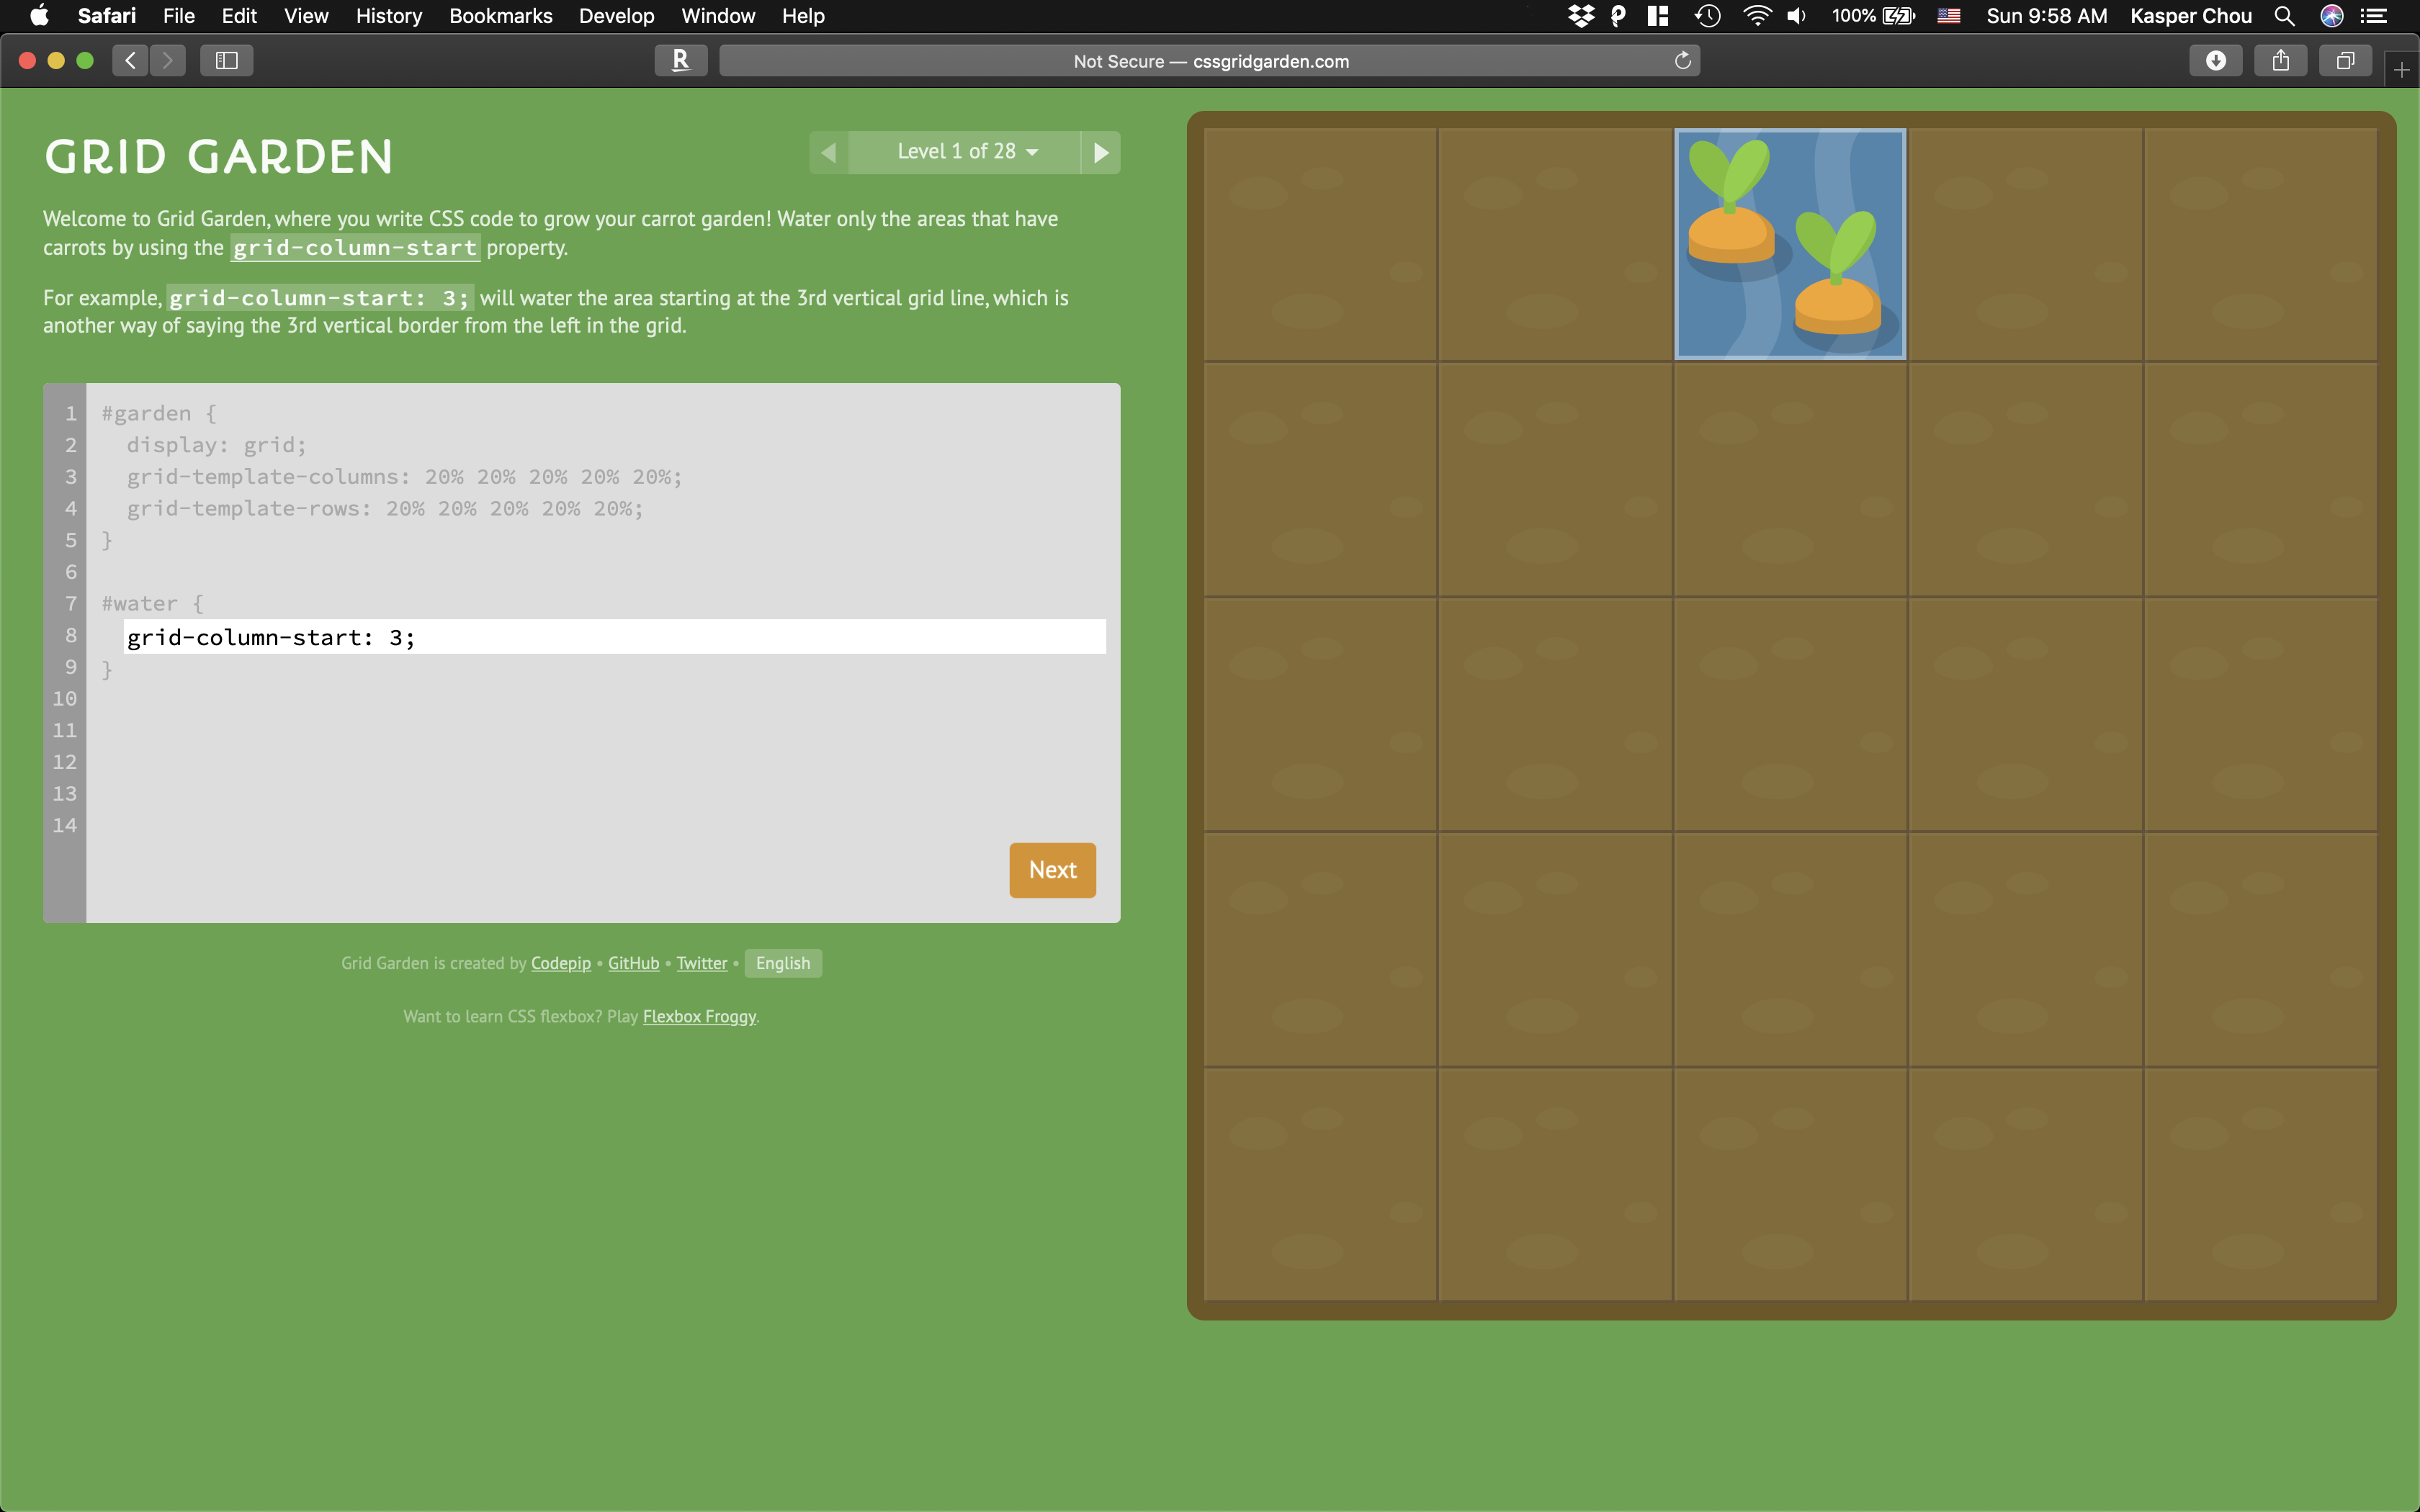 Safari File Edit View History Bookmarks Develop Window Help 100% Sun 9:58 AM Kasper Chou
R Not Secure — cssgridgarden.com
GRID GARDEN
Level 1 of 28
Welcome to Grid Garden, where you write CSS code to grow your carrot garden! Water only the areas that have
carrots by using the grid-column-start property.
For example, grid-column-start: 3; will water the area starting at the 3rd vertical grid line, which is
another way of saying the 3rd vertical border from the left in the grid.
1 #garden {
2 display: grid;
3 grid-template-columns: 20% 20% 20% 20% 20%;
4 grid-template-rows: 20% 20% 20% 20% 20%;
5 }
6
7 #water {
8 grid-column-start: 3;
9 }
10
11
12
13
14
Next
Grid Garden is created by Codepip • GitHub • Twitter • English
Want to learn CSS flexbox? Play Flexbox Froggy.